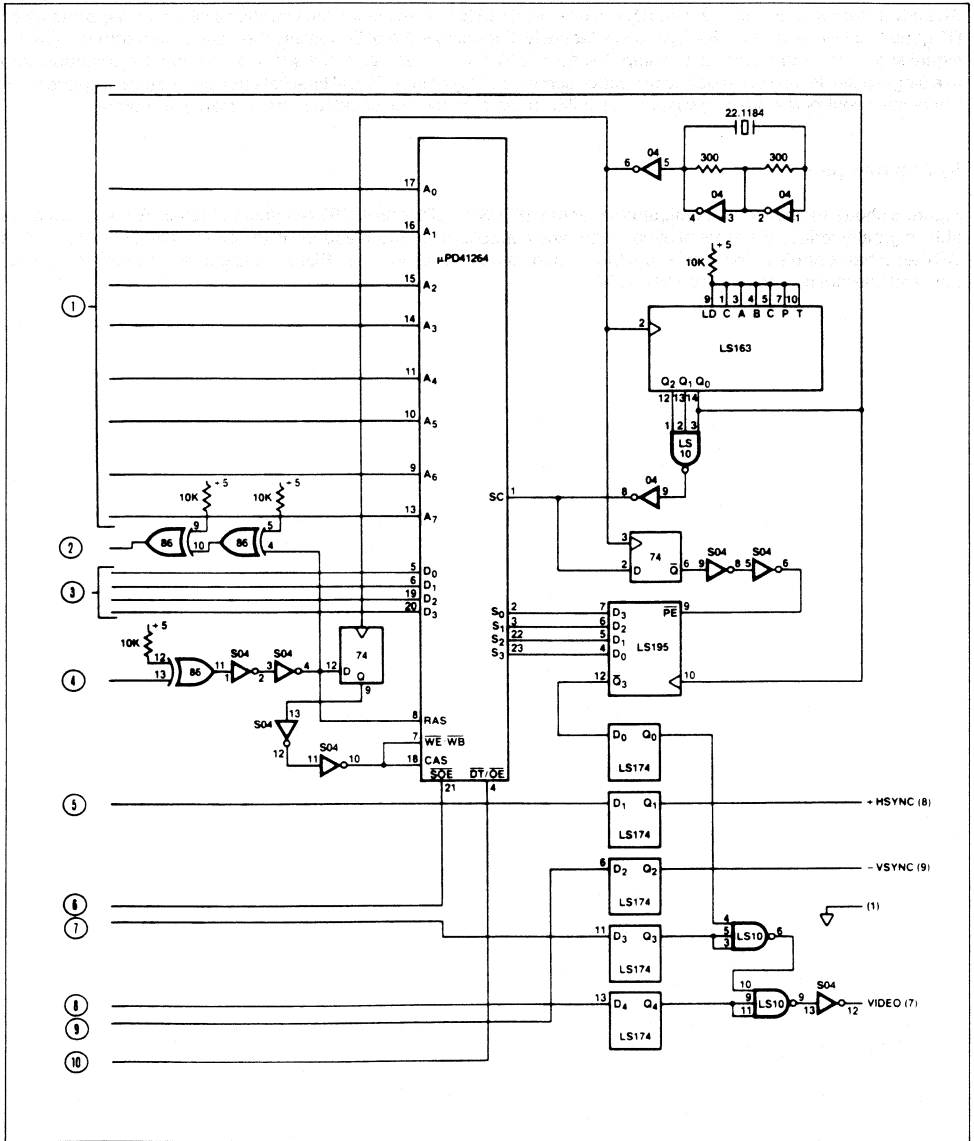 22.1184
04
6
5
300
300
04
04
4
3
2
1
+5
10K
9 1 3 4 5 7 10
LD C A B C P T
2
LS163
Q2 Q1 Q0
12 13 14
1 2 3
LS
10
04
8
9
μPD41264
17 A0
16 A1
15 A2
14 A3
11 A4
10 A5
9 A6
13 A7
SC 1
1
+5
+5
10K
10K
9
5
86
10
86
4
2
3
5 D0
6 D1
19 D2
20 D3
3
74
2 D
Q̅ 6
S04
S04
9
8
5
6
S0 2
S1 3
S2 22
S3 23
7 D3
6 D2
5 D1
4 D0
P̅E̅ 9
LS195
12 Q̅3
10
+5
10K
12
13
86
11
S04
S04
1
2
3
4
74
12 D
Q
9
4
S04
13
12
S04
11
10
8 RAS
7 W̅E̅ W̅B̅
18 CAS
S̅O̅E̅
D̅T̅/O̅E̅
21
4
D0 Q0
LS174
5
D1 Q1
LS174
+ HSYNC (8)
6 D2 Q2
LS174
– VSYNC (9)
6
7
(1)
11 D3 Q3
LS174
4
5
3
LS10
6
8
9
13 D4 Q4
LS174
10
9
11
LS10
9
S04
13
12
VIDEO (7)
10